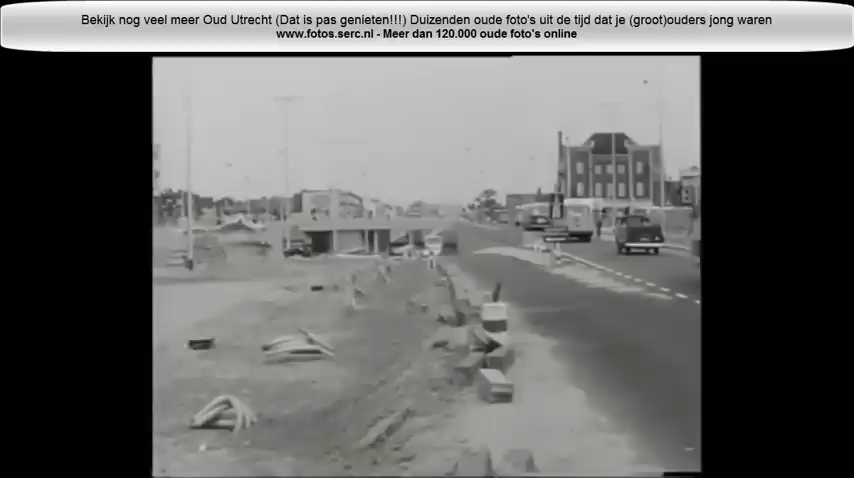 Bekijk nog veel meer Oud Utrecht (Dat is pas genieten!!!) Duizenden oude foto's uit de tijd dat je (groot)ouders jong waren
www.fotos.serc.nl - Meer dan 120.000 oude foto's online